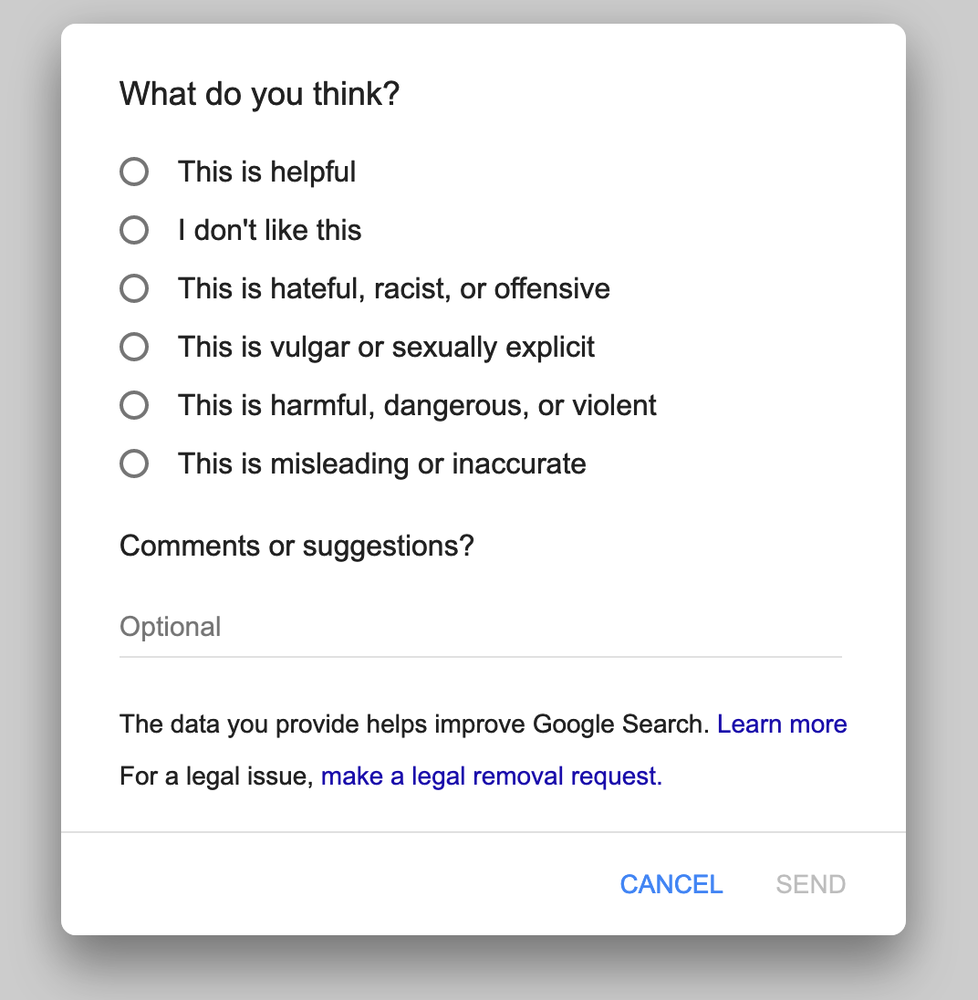 What do you think?
This is helpful
I don't like this
This is hateful, racist, or offensive
This is vulgar or sexually explicit
This is harmful, dangerous, or violent
This is misleading or inaccurate
Comments or suggestions?
Optional
The data you provide helps improve Google Search. Learn more
For a legal issue, make a legal removal request.
CANCEL SEND